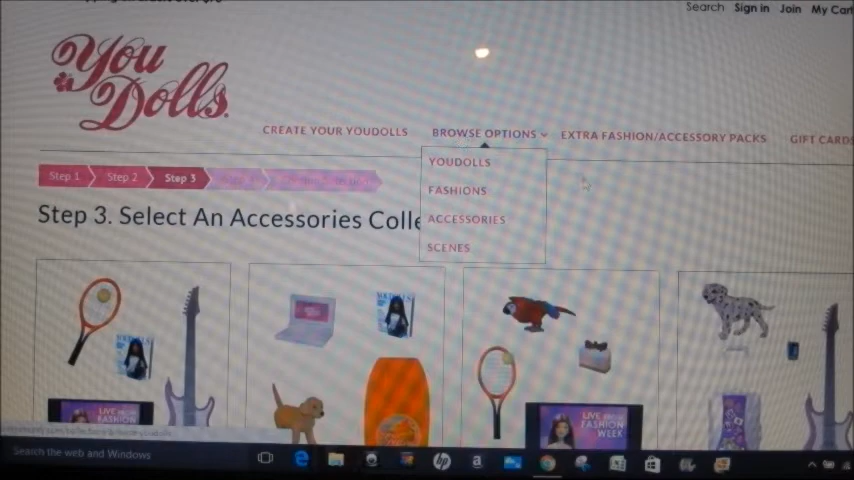 Search Sign in Join My Cart
You Dolls.
CREATE YOUR YOUDOLLS BROWSE OPTIONS EXTRA FASHION/ACCESSORY PACKS GIFT CARDS
YOUDOLLS
FASHIONS
ACCESSORIES
SCENES
Step 1 Step 2 Step 3
Step 3. Select An Accessories Colle
LIVE FROM FASHION
LIVE FROM
FASHION
WEEK
Search the web and Windows